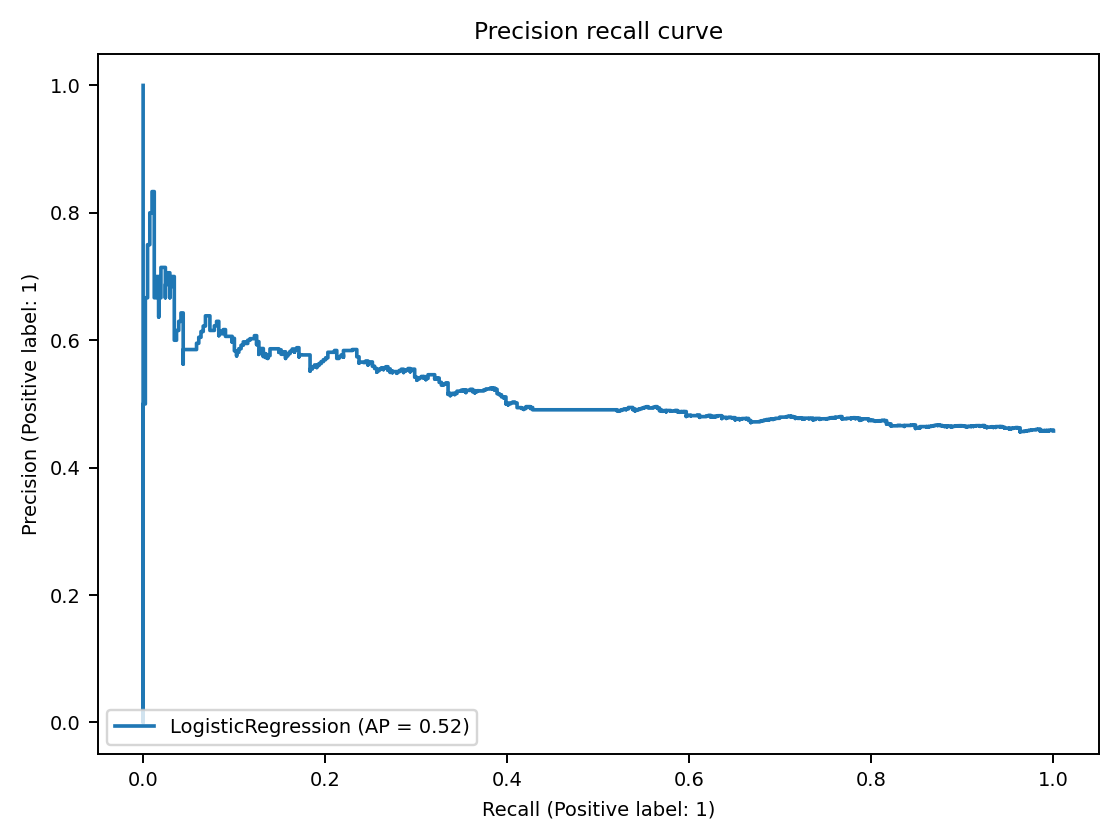 Precision recall curve
1.0
0.8
0.6
0.4
0.2
0.0
Precision (Positive label: 1)
LogisticRegression (AP = 0.52)
0.0 0.2 0.4 0.6 0.8 1.0
Recall (Positive label: 1)